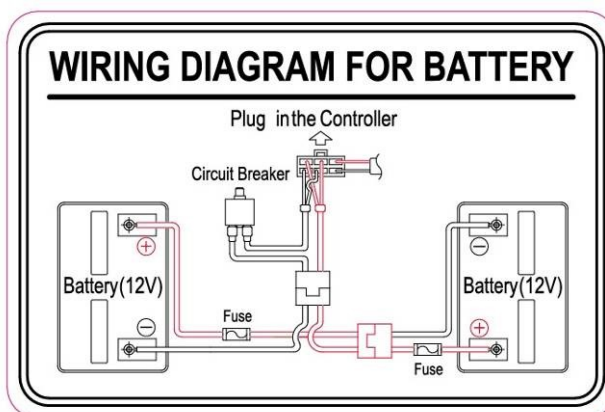 WIRING DIAGRAM FOR BATTERY
Plug in the Controller
Circuit Breaker
+
−
Battery(12V)
Battery(12V)
−
Fuse
+
Fuse